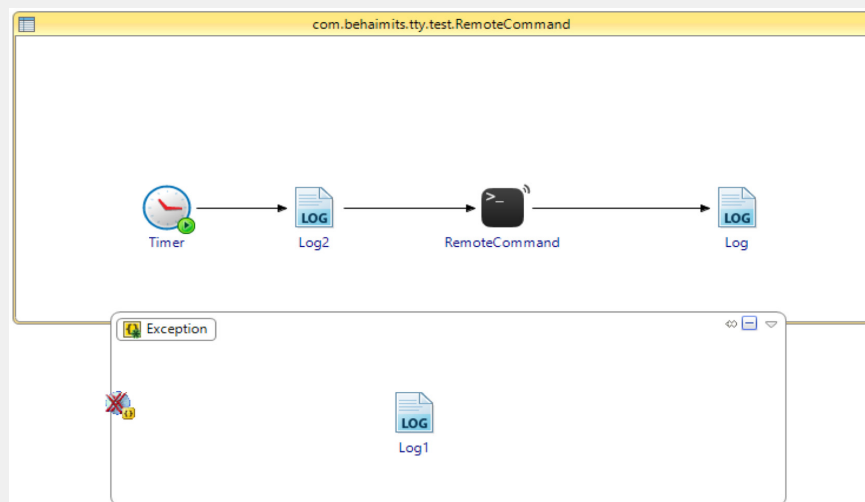 com.behaimits.tty.test.RemoteCommand
LOG
>_
LOG
Timer
Log2
RemoteCommand
Log
Exception
LOG
Log1